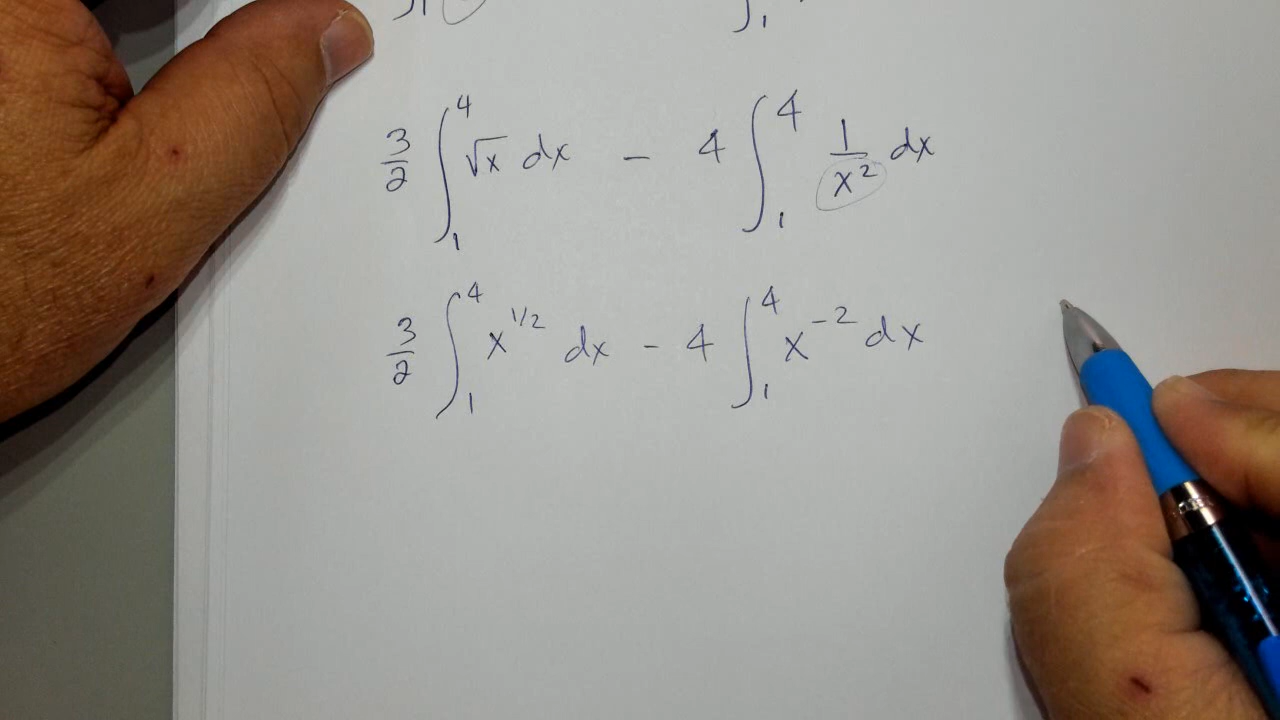 3/2 ∫₁⁴ √x dx - 4 ∫₁⁴ 1/x² dx
3/2 ∫₁⁴ x^(1/2) dx - 4 ∫₁⁴ x⁻² dx